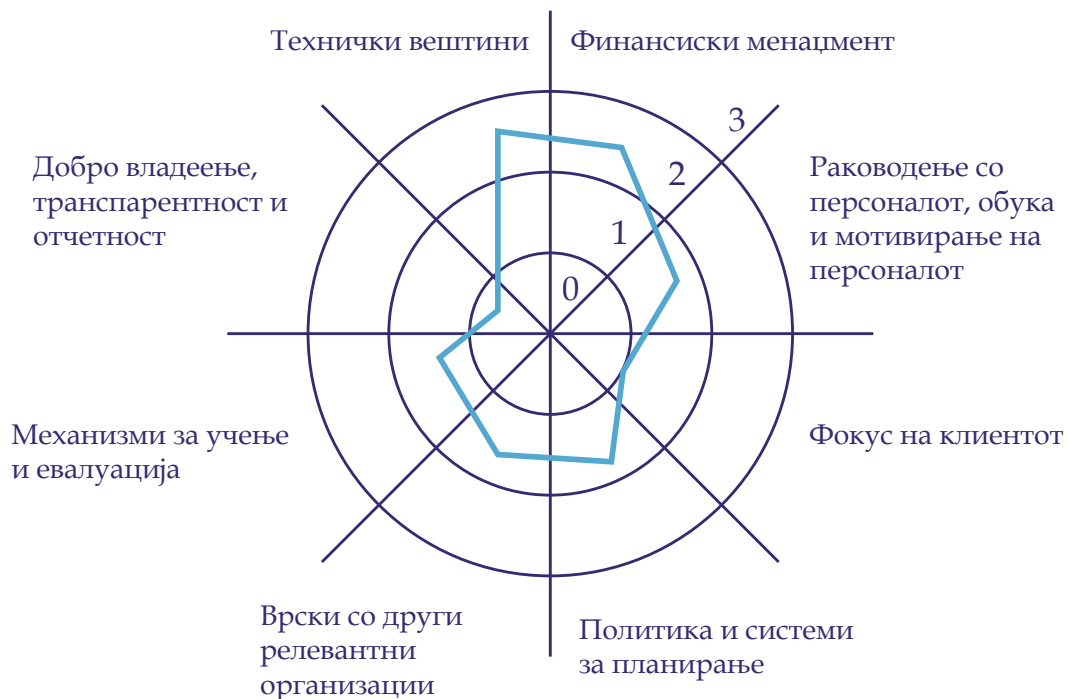 Технички вештини
Финансиски менаџмент
3
2
1
0
Добро владеење,
транспарентност и
отчетност
Раководење со
персоналот, обука
и мотивирање на
персоналот
Механизми за учење
и евалуација
Фокус на клиентот
Врски со други
релевантни
организации
Политика и системи
за планирање